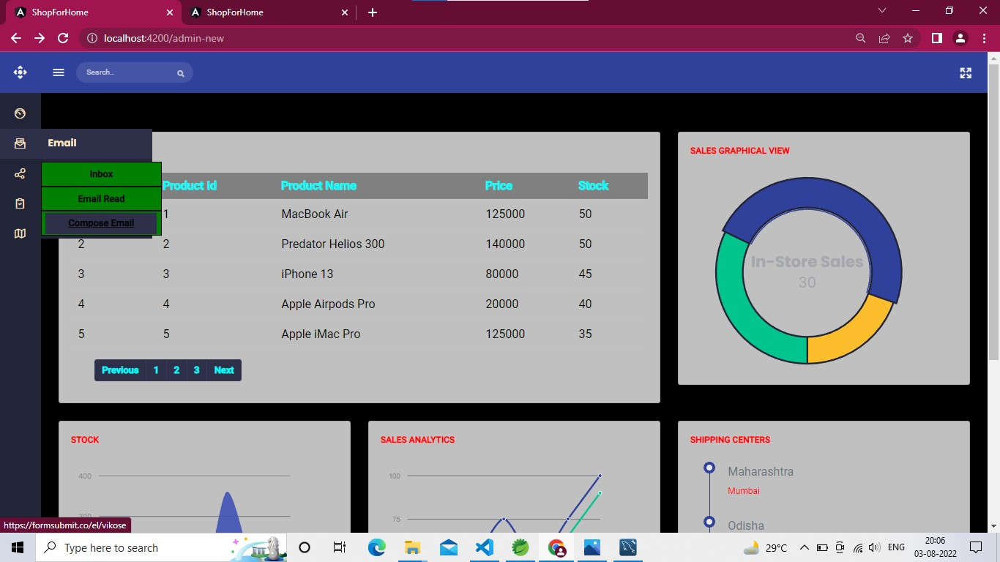 ShopForHome
ShopForHome
localhost:4200/admin-new
Search..
Email
Inbox
Email Read
Compose Email
Product Id Product Name Price Stock
1 MacBook Air 125000 50
2 2 Predator Helios 300 140000 50
3 3 iPhone 13 80000 45
4 4 Apple Airpods Pro 20000 40
5 5 Apple iMac Pro 125000 35
Previous 1 2 3 Next
SALES GRAPHICAL VIEW
In-Store Sales
30
STOCK
400
300
SALES ANALYTICS
100
75
SHIPPING CENTERS
Maharashtra
Mumbai
Odisha
https://formsubmit.co/el/vikose
Type here to search
29°C
ENG
20:06
03-08-2022